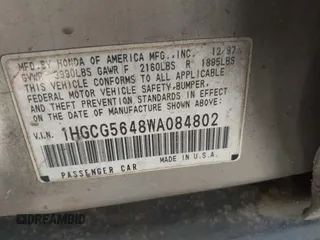 MFD. BY HONDA OF AMERICA MFG., INC. 12/97
GVWR 3990LBS GAWR F 2160LBS R 1895LBS
THIS VEHICLE CONFORMS TO ALL APPLICABLE
FEDERAL MOTOR VEHICLE SAFETY, BUMPER,
AND THEFT PREVENTION STANDARDS IN EFFECT
ON THE DATE OF MANUFACTURE SHOWN ABOVE.
V.I.N. 1HGCG5648WA084802
PASSENGER CAR MADE IN U.S.A.
DREAMBID